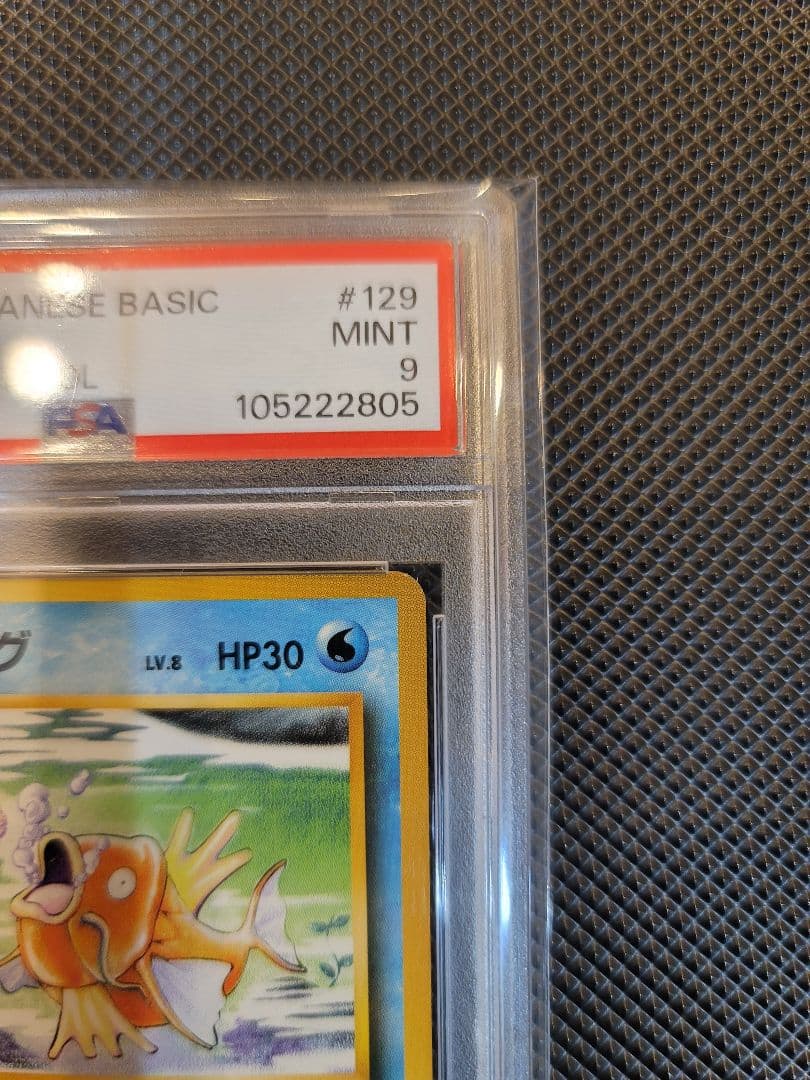 ANESE BASIC #129
MINT
9
L 105222805
PSA
グ LV.8 HP30